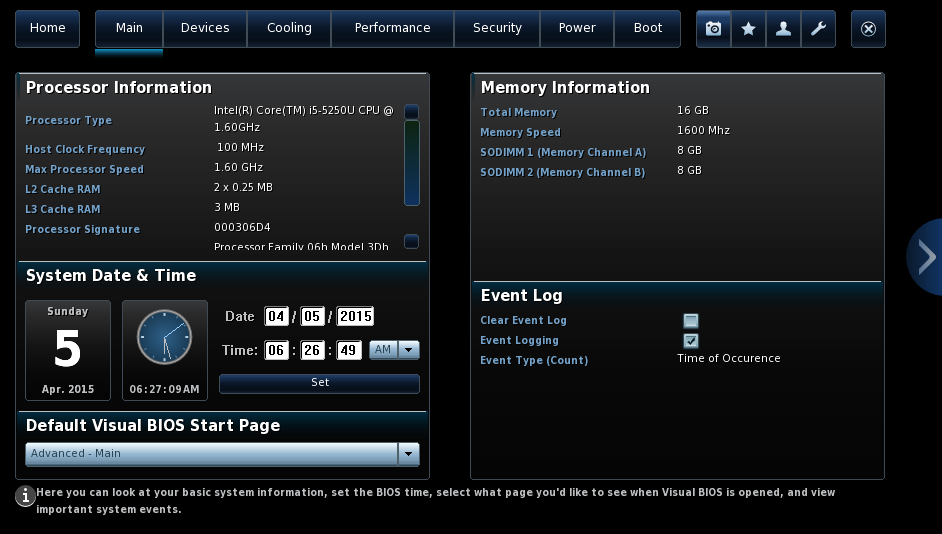 Home Main Devices Cooling Performance Security Power Boot
Processor Information
Processor Type Intel(R) Core(TM) i5-5250U CPU @
1.60GHz
Host Clock Frequency 100 MHz
Max Processor Speed 1.60 GHz
L2 Cache RAM 2 x 0.25 MB
L3 Cache RAM 3 MB
Processor Signature 000306D4
Processor Family 06h Model 3Dh
System Date & Time
Sunday
5
Apr. 2015
06:27:09AM
Date 04 / 05 / 2015
Time: 06 : 26 : 49 AM
Set
Default Visual BIOS Start Page
Advanced - Main
Memory Information
Total Memory 16 GB
Memory Speed 1600 Mhz
SODIMM 1 (Memory Channel A) 8 GB
SODIMM 2 (Memory Channel B) 8 GB
Event Log
Clear Event Log
Event Logging
Event Type (Count) Time of Occurence
Here you can look at your basic system information, set the BIOS time, select what page you'd like to see when Visual BIOS is opened, and view
important system events.